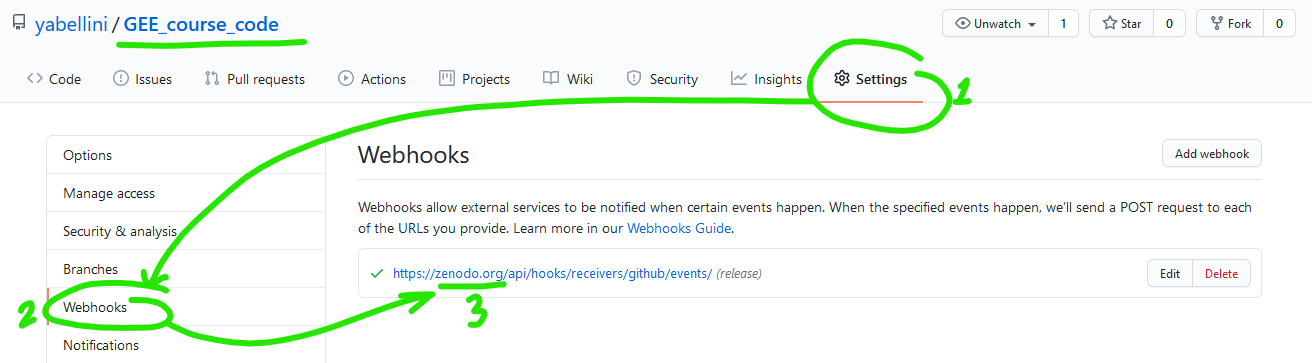 yabellini / GEE_course_code Unwatch 1 Star 0 Fork 0
Code Issues Pull requests Actions Projects Wiki Security Insights Settings 1
Options
Manage access
Security & analysis
Branches
2 Webhooks
Notifications
Webhooks Add webhook
Webhooks allow external services to be notified when certain events happen. When the specified events happen, we'll send a POST request to each
of the URLs you provide. Learn more in our Webhooks Guide.
https://zenodo.org/api/hooks/receivers/github/events/ (release) Edit Delete
3